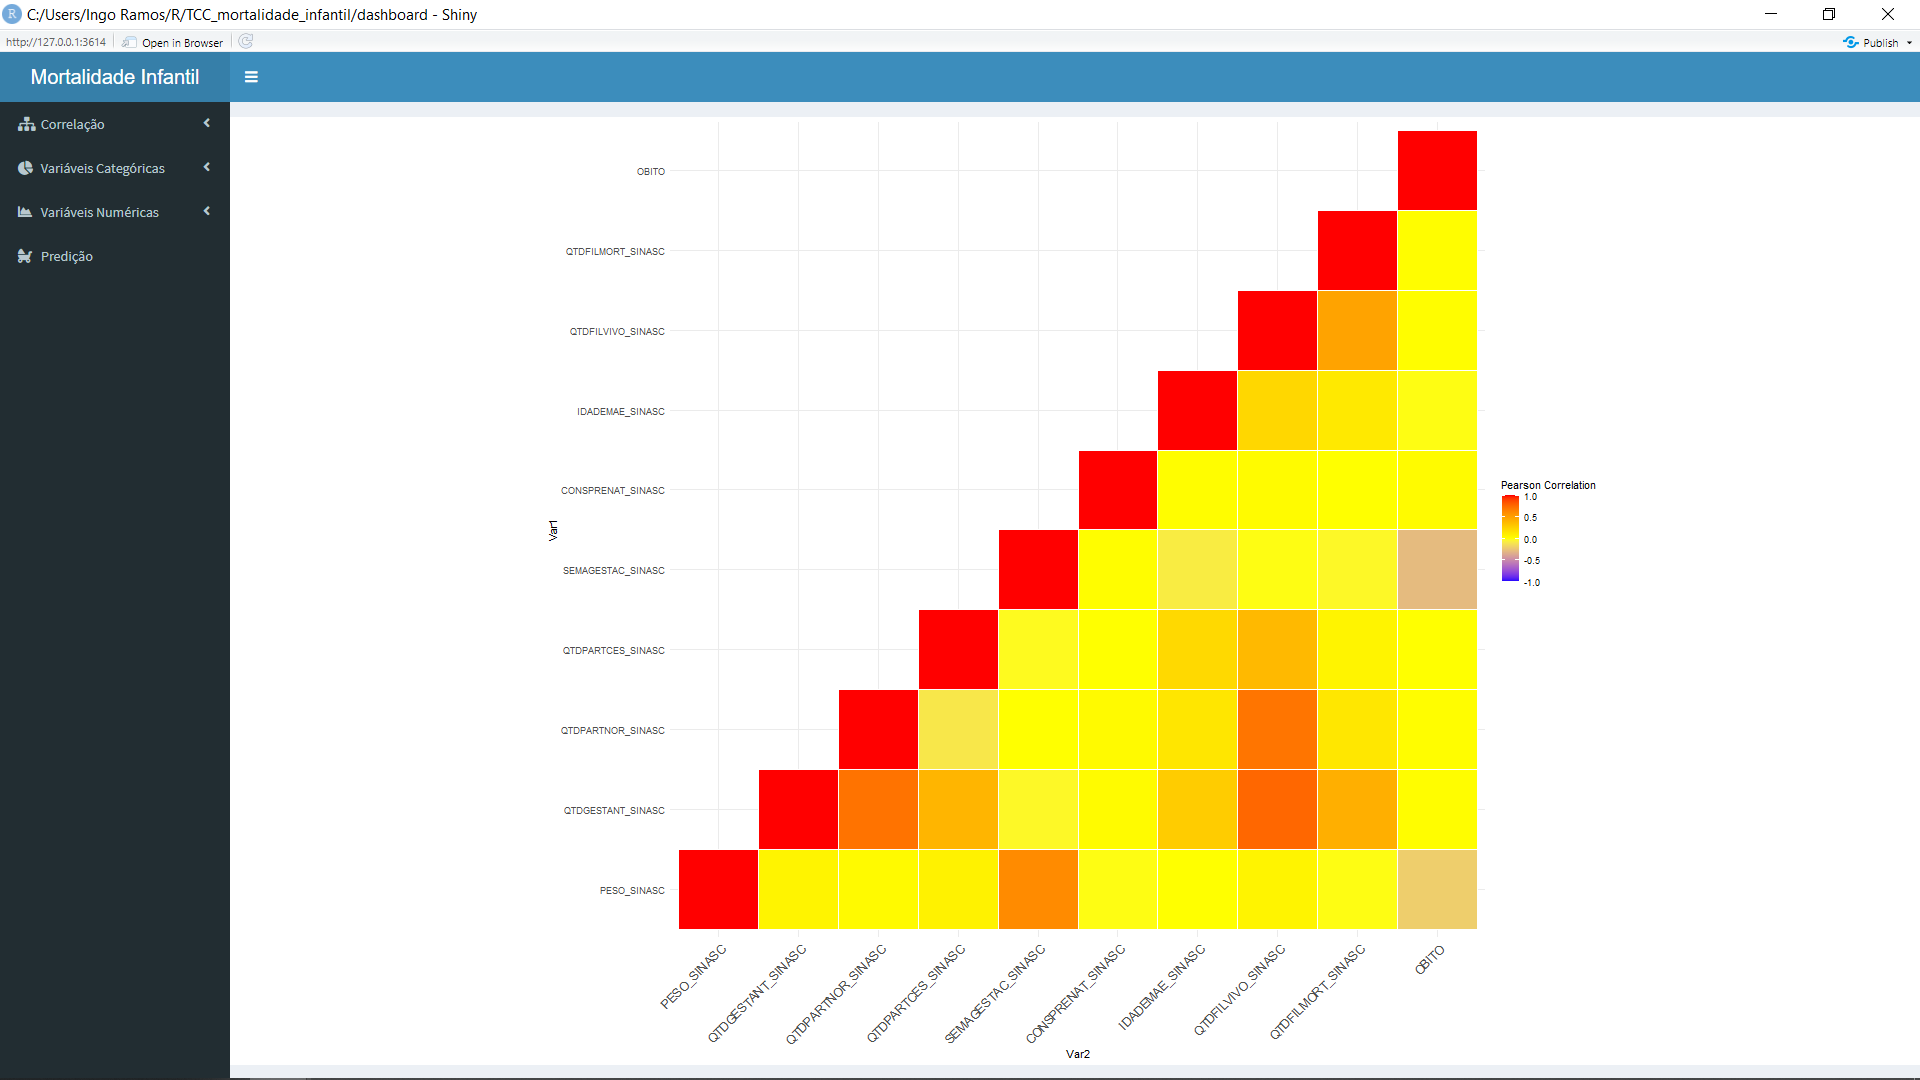 C:/Users/Ingo Ramos/R/TCC_mortalidade_infantil/dashboard - Shiny
http://127.0.0.1:3614
Open in Browser
Publish
Mortalidade Infantil
Correlação
Variáveis Categóricas
Variáveis Numéricas
Predição
OBITO
QTDFILMORT_SINASC
QTDFILVIVO_SINASC
IDADEMAE_SINASC
CONSPRENAT_SINASC
SEMAGESTAC_SINASC
QTDPARTCES_SINASC
QTDPARTNOR_SINASC
QTDGESTANT_SINASC
PESO_SINASC
Var1
PESO_SINASC
QTDGESTANT_SINASC
QTDPARTNOR_SINASC
QTDPARTCES_SINASC
SEMAGESTAC_SINASC
CONSPRENAT_SINASC
IDADEMAE_SINASC
QTDFILVIVO_SINASC
QTDFILMORT_SINASC
OBITO
Var2
Pearson Correlation
1.0
0.5
0.0
-0.5
-1.0